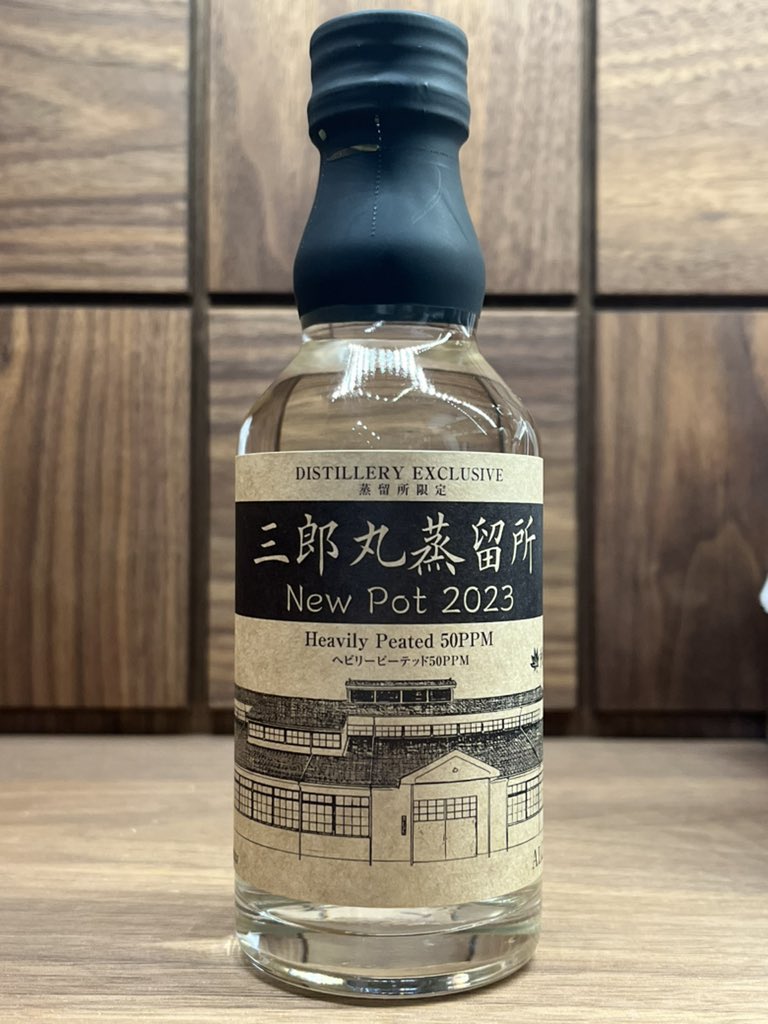 DISTILLERY EXCLUSIVE
蒸留所限定
三郎丸蒸留所
New Pot 2023
Heavily Peated 50PPM
ヘビリーピーテッド50PPM